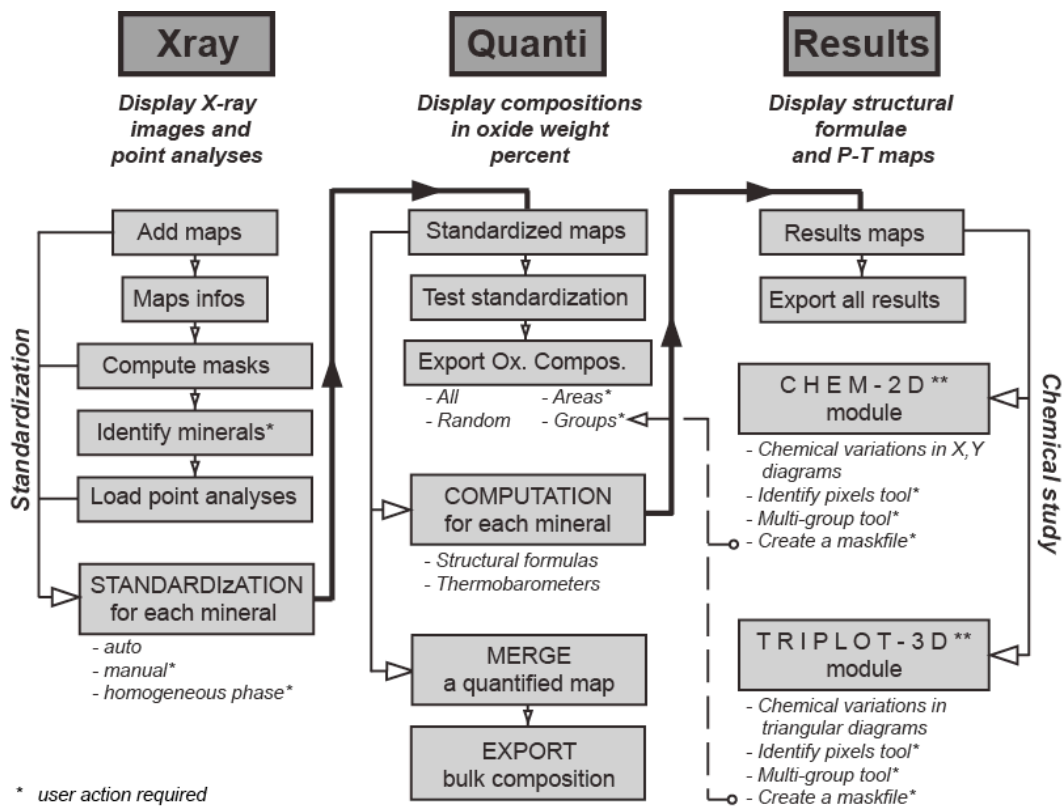 Xray
Display X-ray
images and
point analyses
Standardization
Add maps
Maps infos
Compute masks
Identify minerals*
Load point analyses
STANDARDIzATION
for each mineral
- auto
- manual*
- homogeneous phase*
* user action required
Quanti
Display compositions
in oxide weight
percent
Standardized maps
Test standardization
Export Ox. Compos.
- All - Areas*
- Random - Groups*
COMPUTATION
for each mineral
- Structural formulas
- Thermobarometers
MERGE
a quantified map
EXPORT
bulk composition
Results
Display structural
formulae
and P-T maps
Results maps
Export all results
CHEM-2D**
module
- Chemical variations in X,Y
diagrams
- Identify pixels tool*
- Multi-group tool*
- Create a maskfile*
TRIPLOT-3D**
module
- Chemical variations in
triangular diagrams
- Identify pixels tool*
- Multi-group tool*
- Create a maskfile*
Chemical study